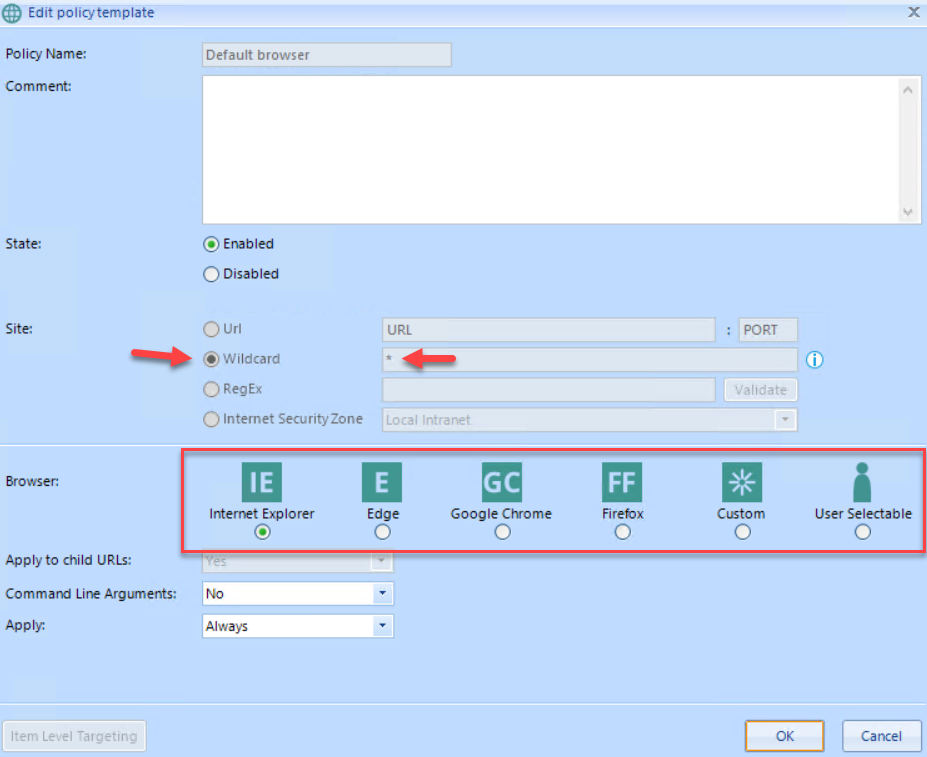 Edit policy template
Policy Name: Default browser
Comment:
State: Enabled
Disabled
Site: Url URL : PORT
Wildcard * i
RegEx Validate
Internet Security Zone Local Intranet
Browser: IE E GC FF
Internet Explorer Edge Google Chrome Firefox Custom User Selectable
Apply to child URLs: Yes
Command Line Arguments: No
Apply: Always
Item Level Targeting OK Cancel